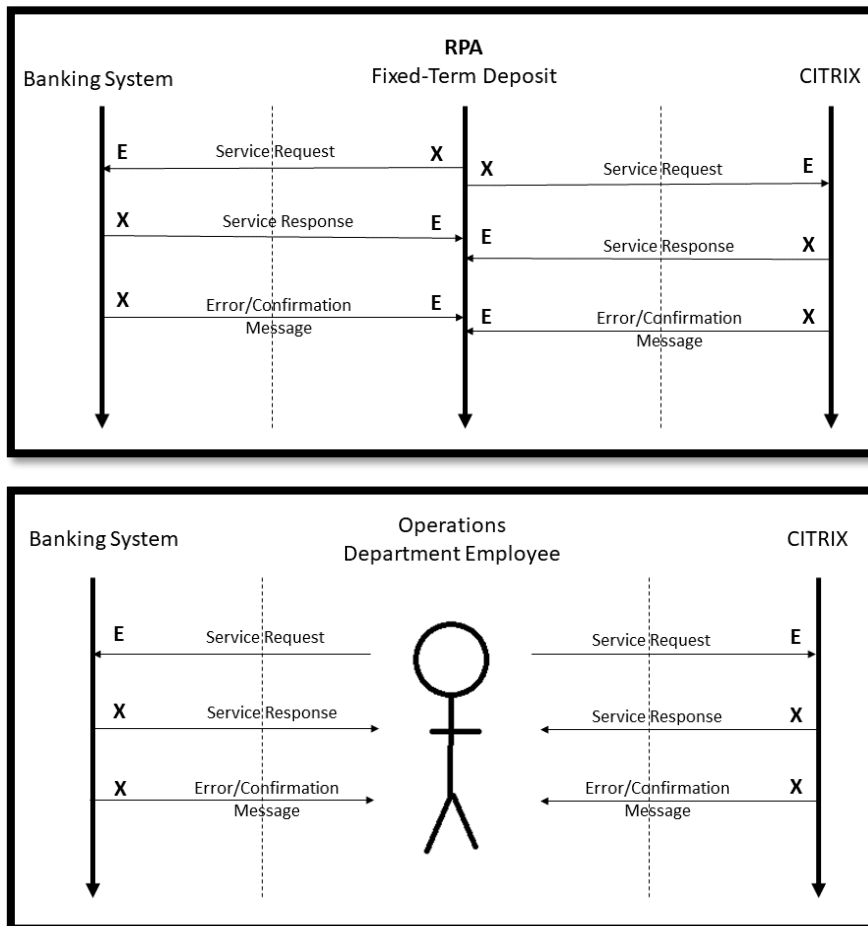 RPA
Banking System
Fixed-Term Deposit
CITRIX
E
Service Request
X
X
Service Request
E
X
Service Response
E
E
Service Response
X
X
Error/Confirmation
Message
E
E
Error/Confirmation
Message
X
Banking System
Operations
Department Employee
CITRIX
E
Service Request
Service Request
E
X
Service Response
Service Response
X
X
Error/Confirmation
Message
Error/Confirmation
Message
X